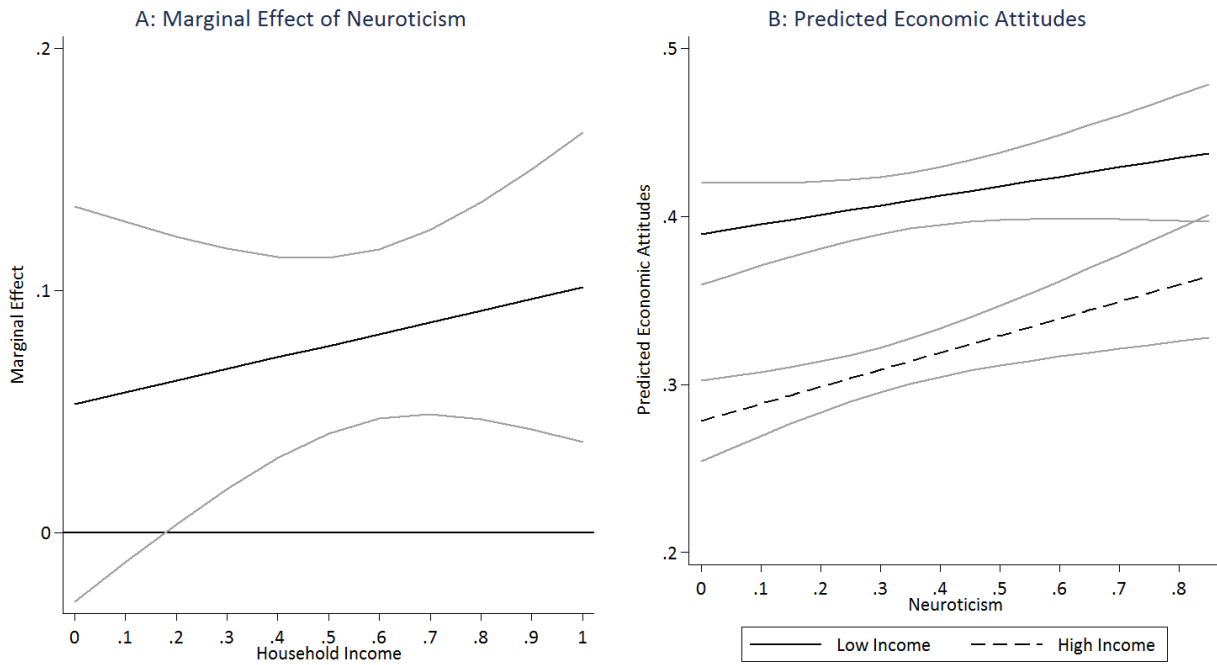 A: Marginal Effect of Neuroticism
.2
.1
0
Marginal Effect
0 .1 .2 .3 .4 .5 .6 .7 .8 .9 1
Household Income
B: Predicted Economic Attitudes
.5
.4
.3
.2
Predicted Economic Attitudes
0 .1 .2 .3 .4 .5 .6 .7 .8
Neuroticism
Low Income High Income